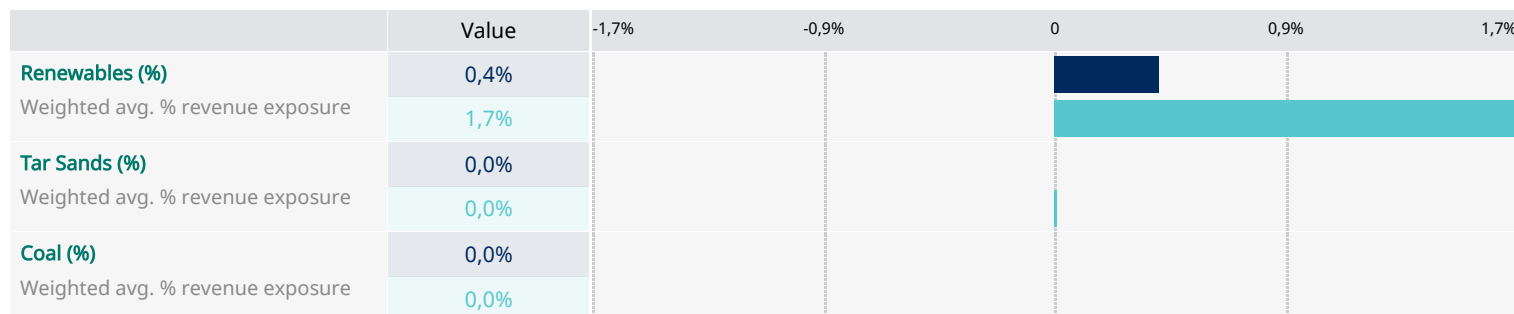 Value
-1,7%
-0,9%
0
0,9%
1,7%
Renewables (%)
0,4%
Weighted avg. % revenue exposure
1,7%
Tar Sands (%)
0,0%
Weighted avg. % revenue exposure
0,0%
Coal (%)
0,0%
Weighted avg. % revenue exposure
0,0%